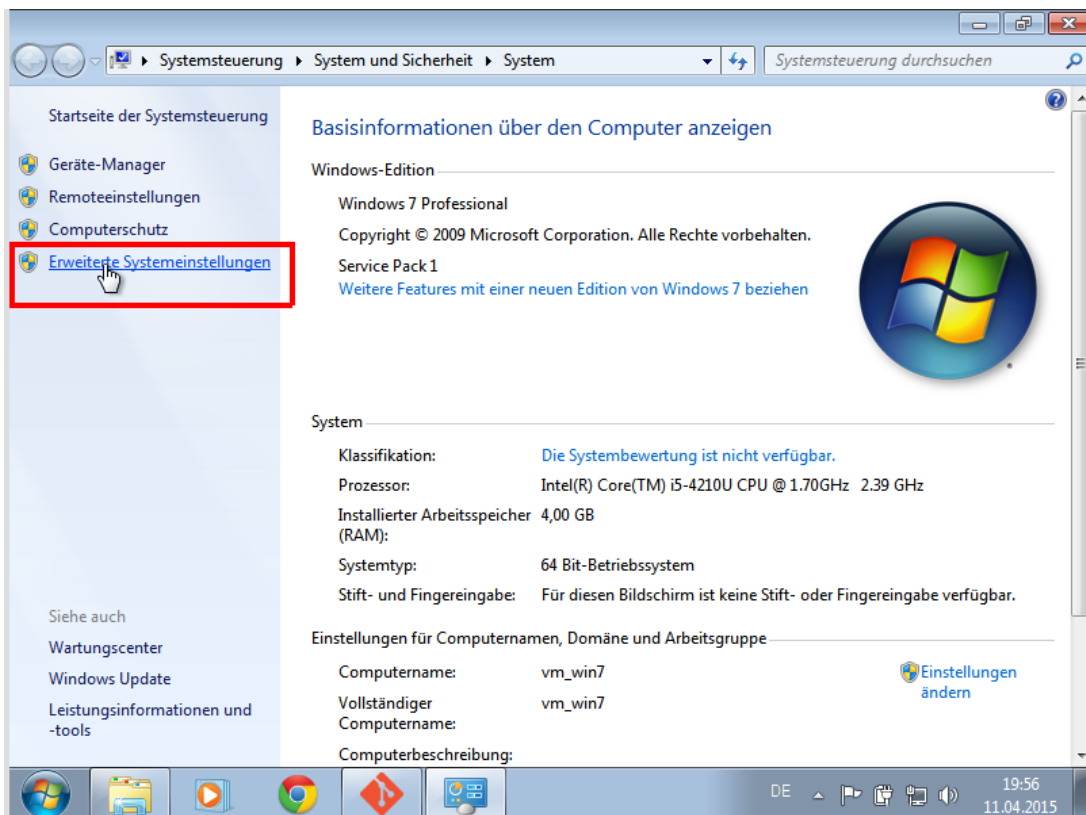 Systemsteuerung ▸ System und Sicherheit ▸ System
Systemsteuerung durchsuchen
Startseite der Systemsteuerung
Geräte-Manager
Remoteeinstellungen
Computerschutz
Erweiterte Systemeinstellungen
Siehe auch
Wartungscenter
Windows Update
Leistungsinformationen und
-tools
Basisinformationen über den Computer anzeigen
Windows-Edition
Windows 7 Professional
Copyright © 2009 Microsoft Corporation. Alle Rechte vorbehalten.
Service Pack 1
Weitere Features mit einer neuen Edition von Windows 7 beziehen
System
Klassifikation: Die Systembewertung ist nicht verfügbar.
Prozessor: Intel(R) Core(TM) i5-4210U CPU @ 1.70GHz 2.39 GHz
Installierter Arbeitsspeicher 4,00 GB
(RAM):
Systemtyp: 64 Bit-Betriebssystem
Stift- und Fingereingabe: Für diesen Bildschirm ist keine Stift- oder Fingereingabe verfügbar.
Einstellungen für Computernamen, Domäne und Arbeitsgruppe
Computername: vm_win7
Einstellungen
ändern
Vollständiger vm_win7
Computername:
Computerbeschreibung:
DE
19:56
11.04.2015